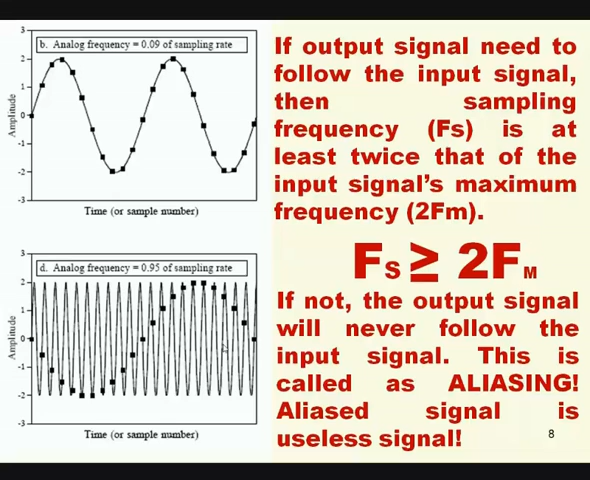 3
b. Analog frequency = 0.09 of sampling rate
2
1
0
-1
-2
-3
Amplitude
Time (or sample number)
3
d. Analog frequency = 0.95 of sampling rate
2
1
0
-1
-2
-3
Amplitude
Time (or sample number)
If output signal need to
follow the input signal,
then sampling
frequency (Fs) is at
least twice that of the
input signal's maximum
frequency (2Fm).
FS ≥ 2FM
If not, the output signal
will never follow the
input signal. This is
called as ALIASING!
Aliased signal is
useless signal!
8